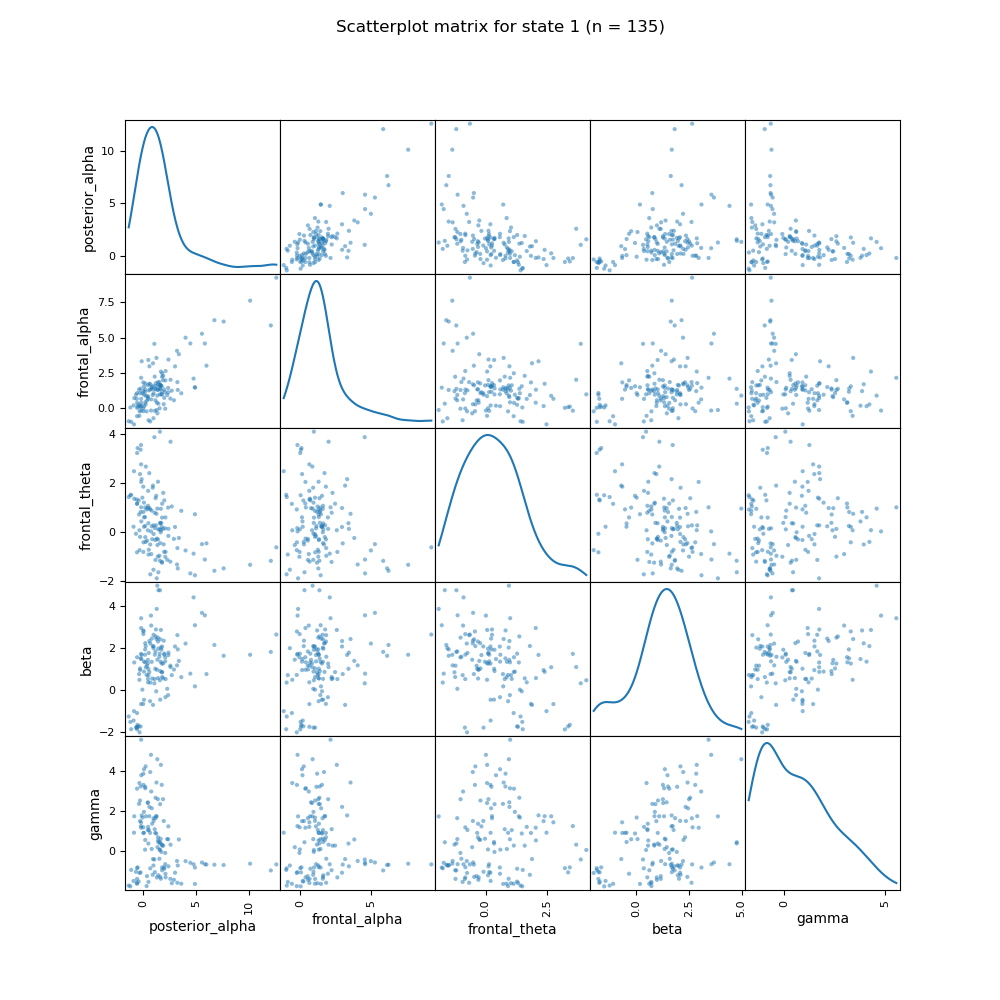 Scatterplot matrix for state 1 (n = 135)
posterior_alpha
10
5
0
frontal_alpha
7.5
5.0
2.5
0.0
frontal_theta
4
2
0
−2
beta
4
2
0
−2
gamma
4
2
0
0 5 10 0 5 0.0 2.5 0.0 2.5 5.0 0 5
posterior_alpha frontal_alpha frontal_theta beta gamma